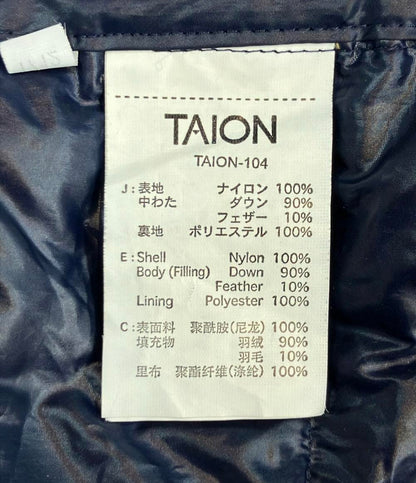 TAION
TAION-104
J:表地 ナイロン 100%
中わた ダウン 90%
フェザー 10%
裏地 ポリエステル 100%
E:Shell Nylon 100%
Body (Filling) Down 90%
Feather 10%
Lining Polyester 100%
C:表面料 聚酰胺(尼龙) 100%
填充物 羽绒 90%
羽毛 10%
里布 聚酯纤维(涤纶) 100%